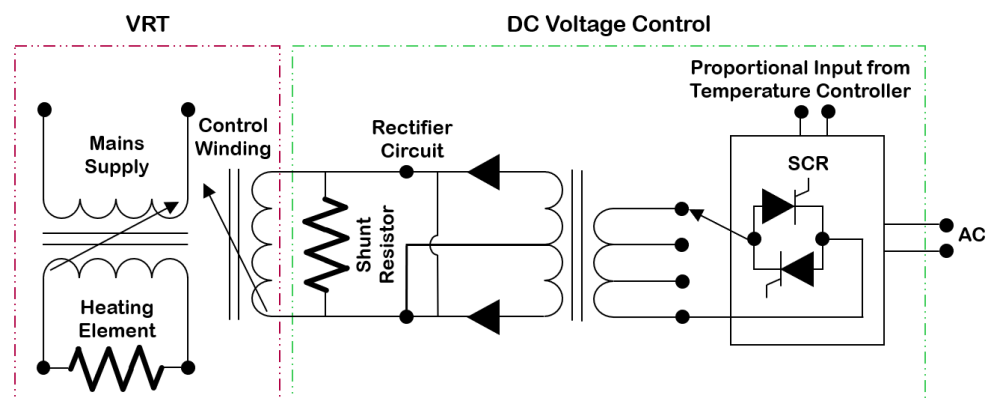 VRT
DC Voltage Control
Proportional Input from
Temperature Controller
Mains
Supply
Control
Winding
Rectifier
Circuit
SCR
Shunt
Resistor
AC
Heating
Element